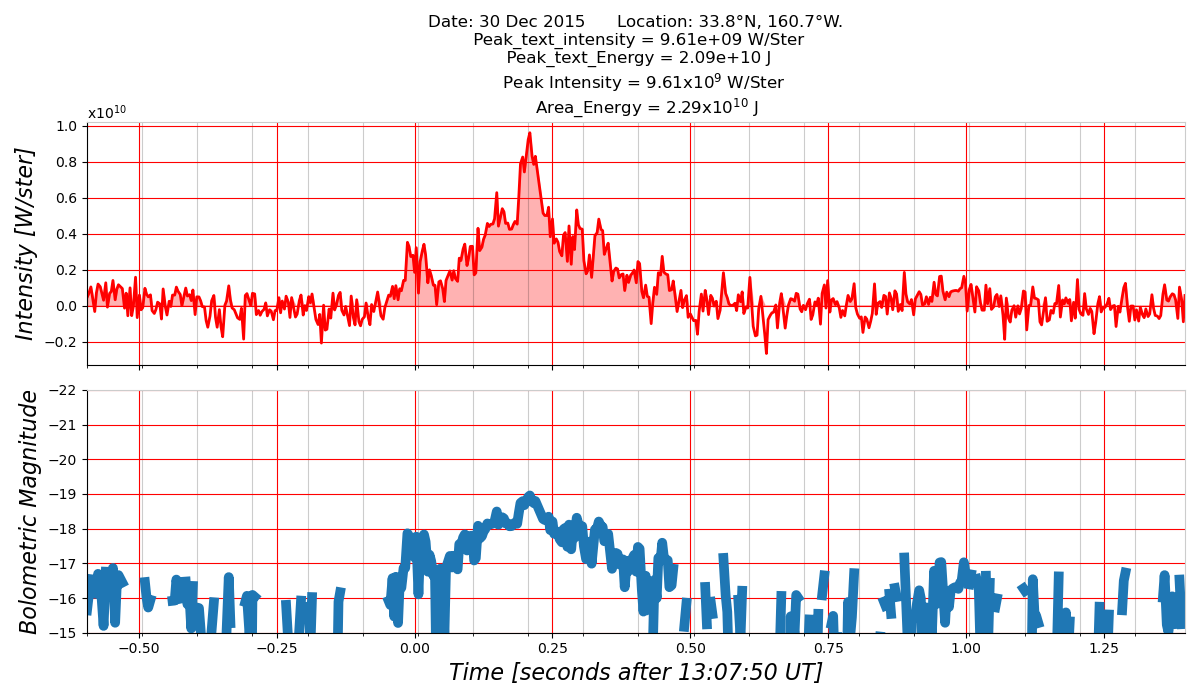 Date: 30 Dec 2015      Location: 33.8°N, 160.7°W.
Peak_text_intensity = 9.61e+09 W/Ster
Peak_text_Energy = 2.09e+10 J
Peak Intensity = 9.61x10⁹ W/Ster
Area_Energy = 2.29x10¹⁰ J
x10¹⁰
1.0
0.8
0.6
0.4
0.2
0.0
−0.2
Intensity [W/ster]
−22
−21
−20
−19
−18
−17
−16
−15
Bolometric Magnitude
−0.50 −0.25 0.00 0.25 0.50 0.75 1.00 1.25
Time [seconds after 13:07:50 UT]